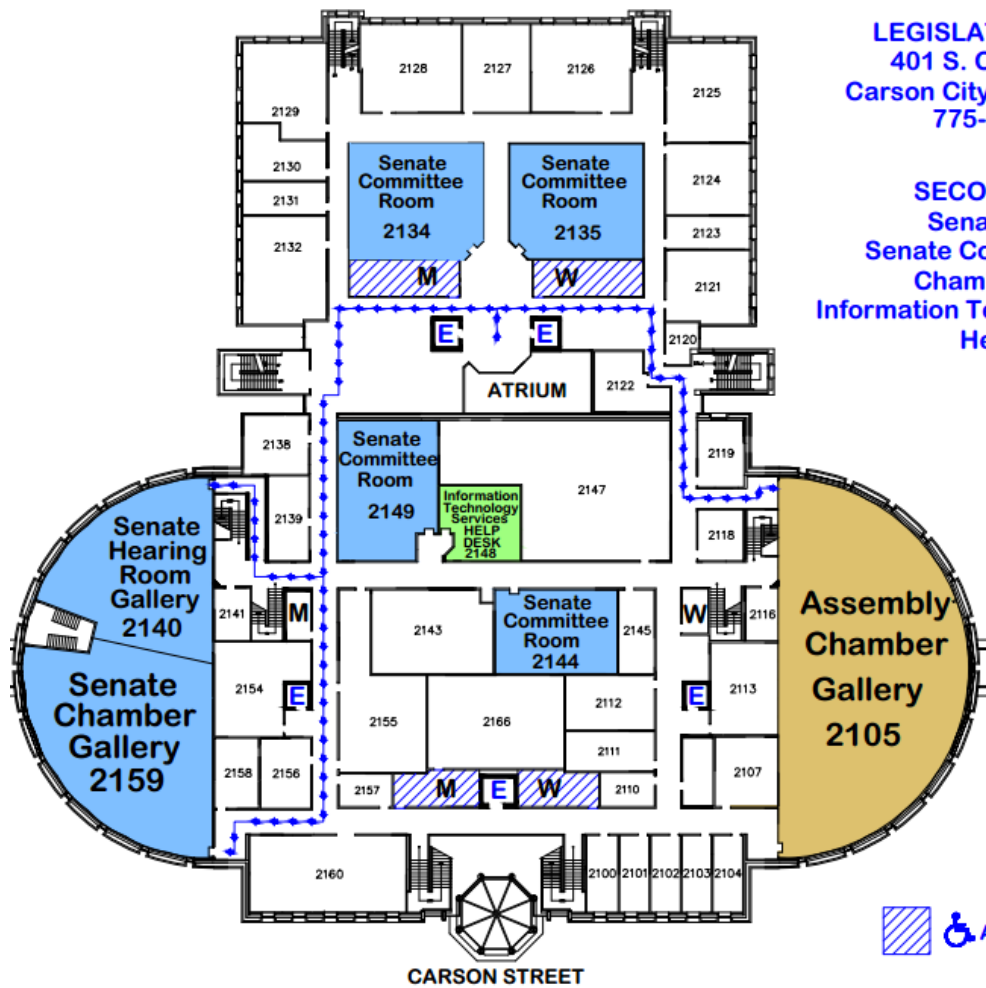 LEGISLA
401 S. C
Carson City
775-
SECO
Sena
Senate Co
Cham
Information Te
He
2128
2127
2126
2129
2125
2130
2131
2132
2124
2123
2121
Senate
Committee
Room
2134
Senate
Committee
Room
2135
M
W
E
E
2120
ATRIUM
2122
2138
2119
Senate
Committee
Room
2149
Information
Technology
Services
HELP
DESK
2148
2147
2139
2118
Senate
Hearing
Room
Gallery
2140
2141
M
2143
Senate
Committee
Room
2144
2145
W
2116
Assembly
Chamber
Gallery
2105
Senate
Chamber
Gallery
2159
2154
E
2155
2166
2112
2111
E
2113
2158
2156
2157
M
E
W
2110
2107
2160
2100
2101
2102
2103
2104
A
CARSON STREET